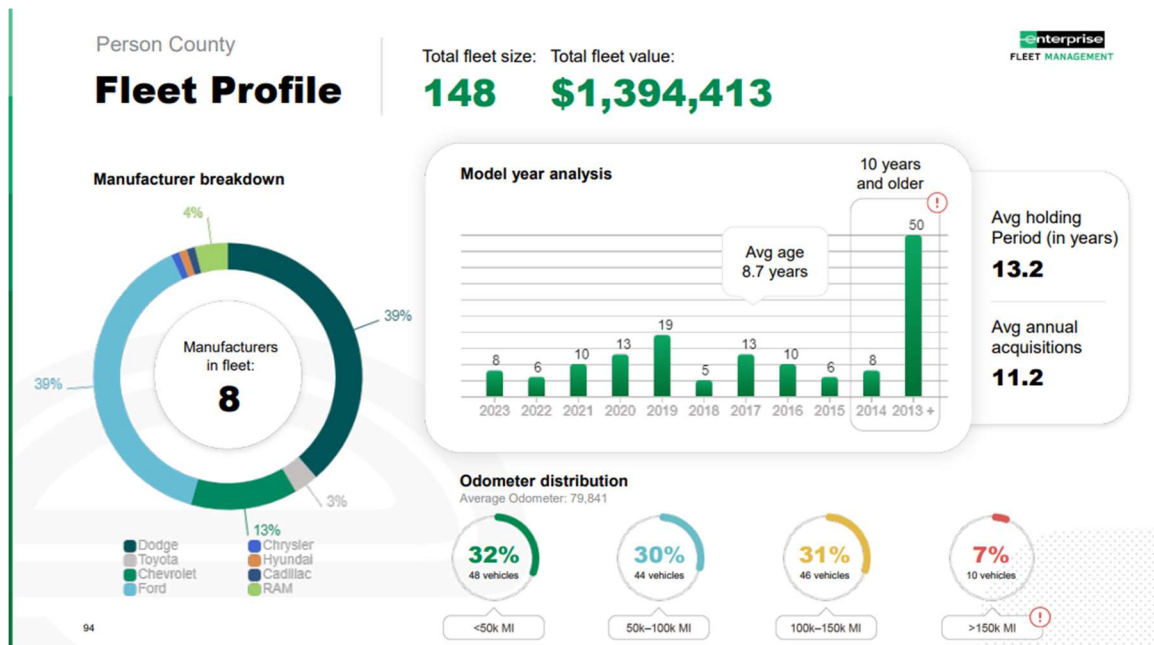 Person County
Fleet Profile
Total fleet size:
148
Total fleet value:
$1,394,413
enterprise
FLEET MANAGEMENT
Manufacturer breakdown
4%
39%
39%
3%
13%
Manufacturers
in fleet:
8
Dodge
Toyota
Chevrolet
Ford
Chrysler
Hyundai
Cadillac
RAM
Model year analysis
10 years
and older
!
Avg age
8.7 years
8
6
10
13
19
5
13
10
6
8
50
2023 2022 2021 2020 2019 2018 2017 2016 2015 2014 2013 +
Avg holding
Period (in years)
13.2
Avg annual
acquisitions
11.2
Odometer distribution
Average Odometer: 79,841
32%
48 vehicles
<50k MI
30%
44 vehicles
50k–100k MI
31%
46 vehicles
100k–150k MI
7%
10 vehicles
>150k MI
!
94